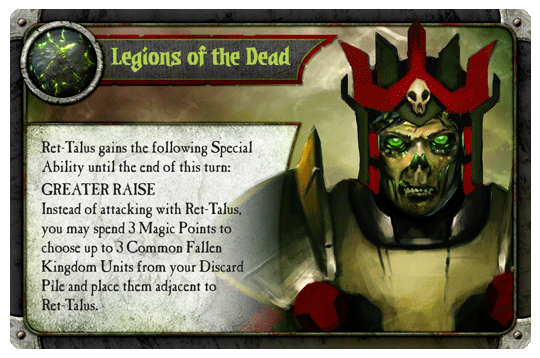 Legions of the Dead
Ret-Talus gains the following Special
Ability until the end of this turn:
GREATER RAISE
Instead of attacking with Ret-Talus,
you may spend 3 Magic Points to
choose up to 3 Common Fallen
Kingdom Units from your Discard
Pile and place them adjacent to
Ret-Talus.